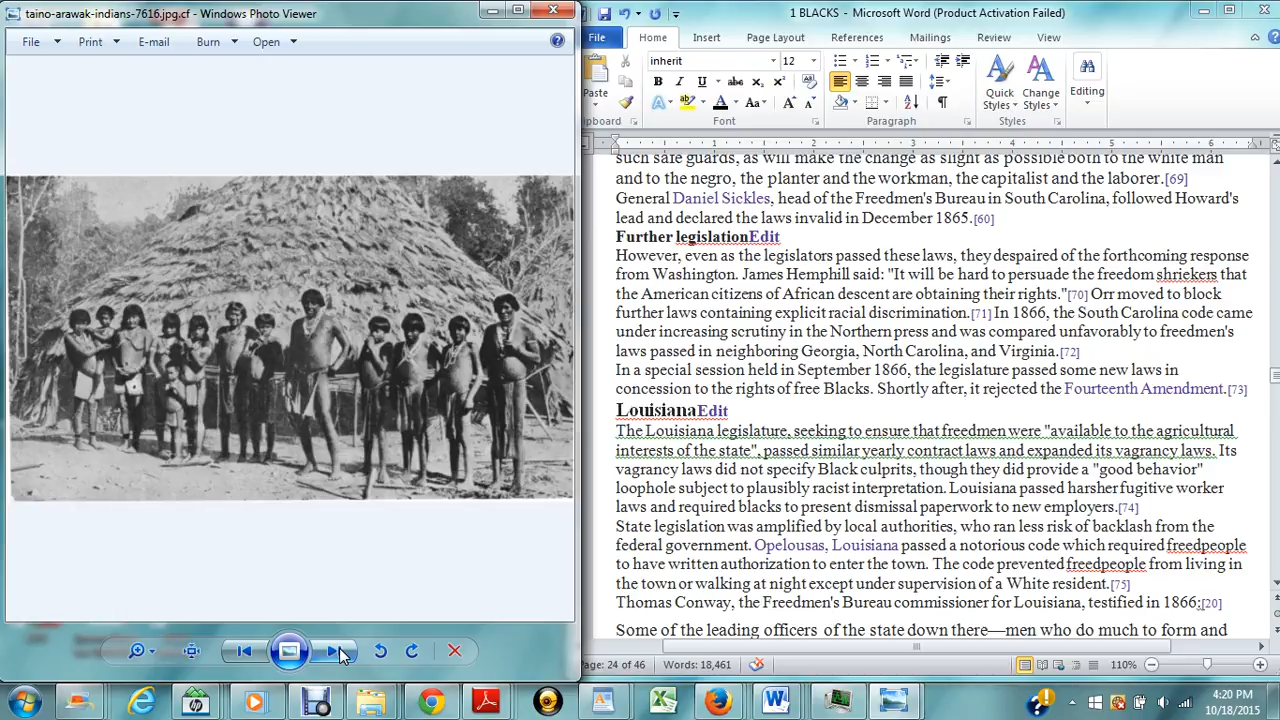 taino-arawak-indians-7616.jpg.cf - Windows Photo Viewer
File Print E-mail Burn Open
1 BLACKS - Microsoft Word (Product Activation Failed)
File Home Insert Page Layout References Mailings Review View
Paste
inherit 12
Quick Styles Change Styles Editing
lipboard Font Paragraph Styles
1 2 3 4 5 6
such safe guards, as will make the change as slight as possible both to the white man
and to the negro, the planter and the workman, the capitalist and the laborer.[69]
General Daniel Sickles, head of the Freedmen's Bureau in South Carolina, followed Howard's
lead and declared the laws invalid in December 1865.[60]
Further legislationEdit
However, even as the legislators passed these laws, they despaired of the forthcoming response
from Washington. James Hemphill said: "It will be hard to persuade the freedom shriekers that
the American citizens of African descent are obtaining their rights."[70] Orr moved to block
further laws containing explicit racial discrimination.[71] In 1866, the South Carolina code came
under increasing scrutiny in the Northern press and was compared unfavorably to freedmen's
laws passed in neighboring Georgia, North Carolina, and Virginia.[72]
In a special session held in September 1866, the legislature passed some new laws in
concession to the rights of free Blacks. Shortly after, it rejected the Fourteenth Amendment.[73]
LouisianaEdit
The Louisiana legislature, seeking to ensure that freedmen were "available to the agricultural
interests of the state", passed similar yearly contract laws and expanded its vagrancy laws. Its
vagrancy laws did not specify Black culprits, though they did provide a "good behavior"
loophole subject to plausibly racist interpretation. Louisiana passed harsher fugitive worker
laws and required blacks to present dismissal paperwork to new employers.[74]
State legislation was amplified by local authorities, who ran less risk of backlash from the
federal government. Opelousas, Louisiana passed a notorious code which required freedpeople
to have written authorization to enter the town. The code prevented freedpeople from living in
the town or walking at night except under supervision of a White resident.[75]
Thomas Conway, the Freedmen's Bureau commissioner for Louisiana, testified in 1866:[20]
Some of the leading officers of the state down there—men who do much to form and
Page: 24 of 46 Words: 18,461 110%
4:20 PM
10/18/2015